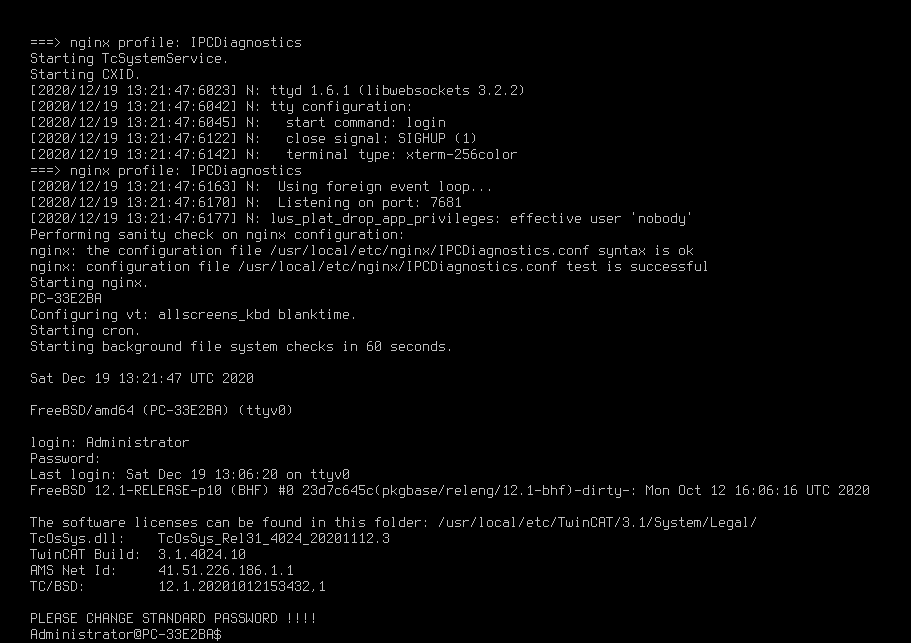 ===> nginx profile: IPCDiagnostics
Starting TcSystemService.
Starting CXID.
[2020/12/19 13:21:47:6023] N: ttyd 1.6.1 (libwebsockets 3.2.2)
[2020/12/19 13:21:47:6042] N: tty configuration:
[2020/12/19 13:21:47:6045] N:   start command: login
[2020/12/19 13:21:47:6122] N:   close signal: SIGHUP (1)
[2020/12/19 13:21:47:6142] N:   terminal type: xterm-256color
===> nginx profile: IPCDiagnostics
[2020/12/19 13:21:47:6163] N:  Using foreign event loop...
[2020/12/19 13:21:47:6170] N:  Listening on port: 7681
[2020/12/19 13:21:47:6177] N: lws_plat_drop_app_privileges: effective user 'nobody'
Performing sanity check on nginx configuration:
nginx: the configuration file /usr/local/etc/nginx/IPCDiagnostics.conf syntax is ok
nginx: configuration file /usr/local/etc/nginx/IPCDiagnostics.conf test is successful
Starting nginx.
PC-33E2BA
Configuring vt: allscreens_kbd blanktime.
Starting cron.
Starting background file system checks in 60 seconds.

Sat Dec 19 13:21:47 UTC 2020

FreeBSD/amd64 (PC-33E2BA) (ttyv0)

login: Administrator
Password:
Last login: Sat Dec 19 13:06:20 on ttyv0
FreeBSD 12.1-RELEASE-p10 (BHF) #0 23d7c645c(pkgbase/releng/12.1-bhf)-dirty-: Mon Oct 12 16:06:16 UTC 2020

The software licenses can be found in this folder: /usr/local/etc/TwinCAT/3.1/System/Legal/
TcOsSys.dll:    TcOsSys_Rel31_4024_20201112.3
TwinCAT Build:  3.1.4024.10
AMS Net Id:     41.51.226.186.1.1
TC/BSD:         12.1.20201012153432,1

PLEASE CHANGE STANDARD PASSWORD !!!!
Administrator@PC-33E2BA$